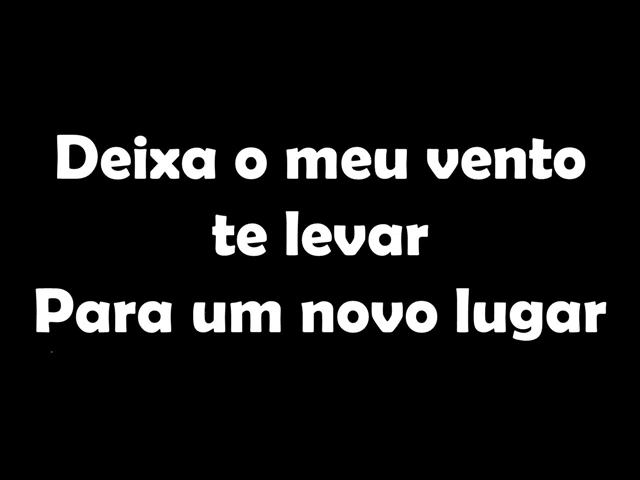 Deixa o meu vento
te levar
Para um novo lugar